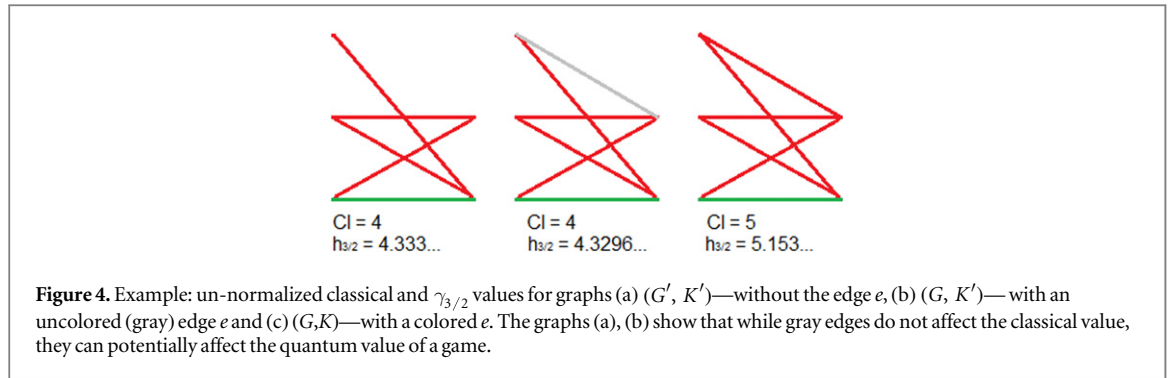 Cl = 4
h3/2 = 4.333...
Cl = 4
h3/2 = 4.3296...
Cl = 5
h3/2 = 5.153...
Figure 4. Example: un-normalized classical and γ3/2 values for graphs (a) (G′, K′)—without the edge e, (b) (G, K′)— with an
uncolored (gray) edge e and (c) (G,K)—with a colored e. The graphs (a), (b) show that while gray edges do not affect the classical value,
they can potentially affect the quantum value of a game.